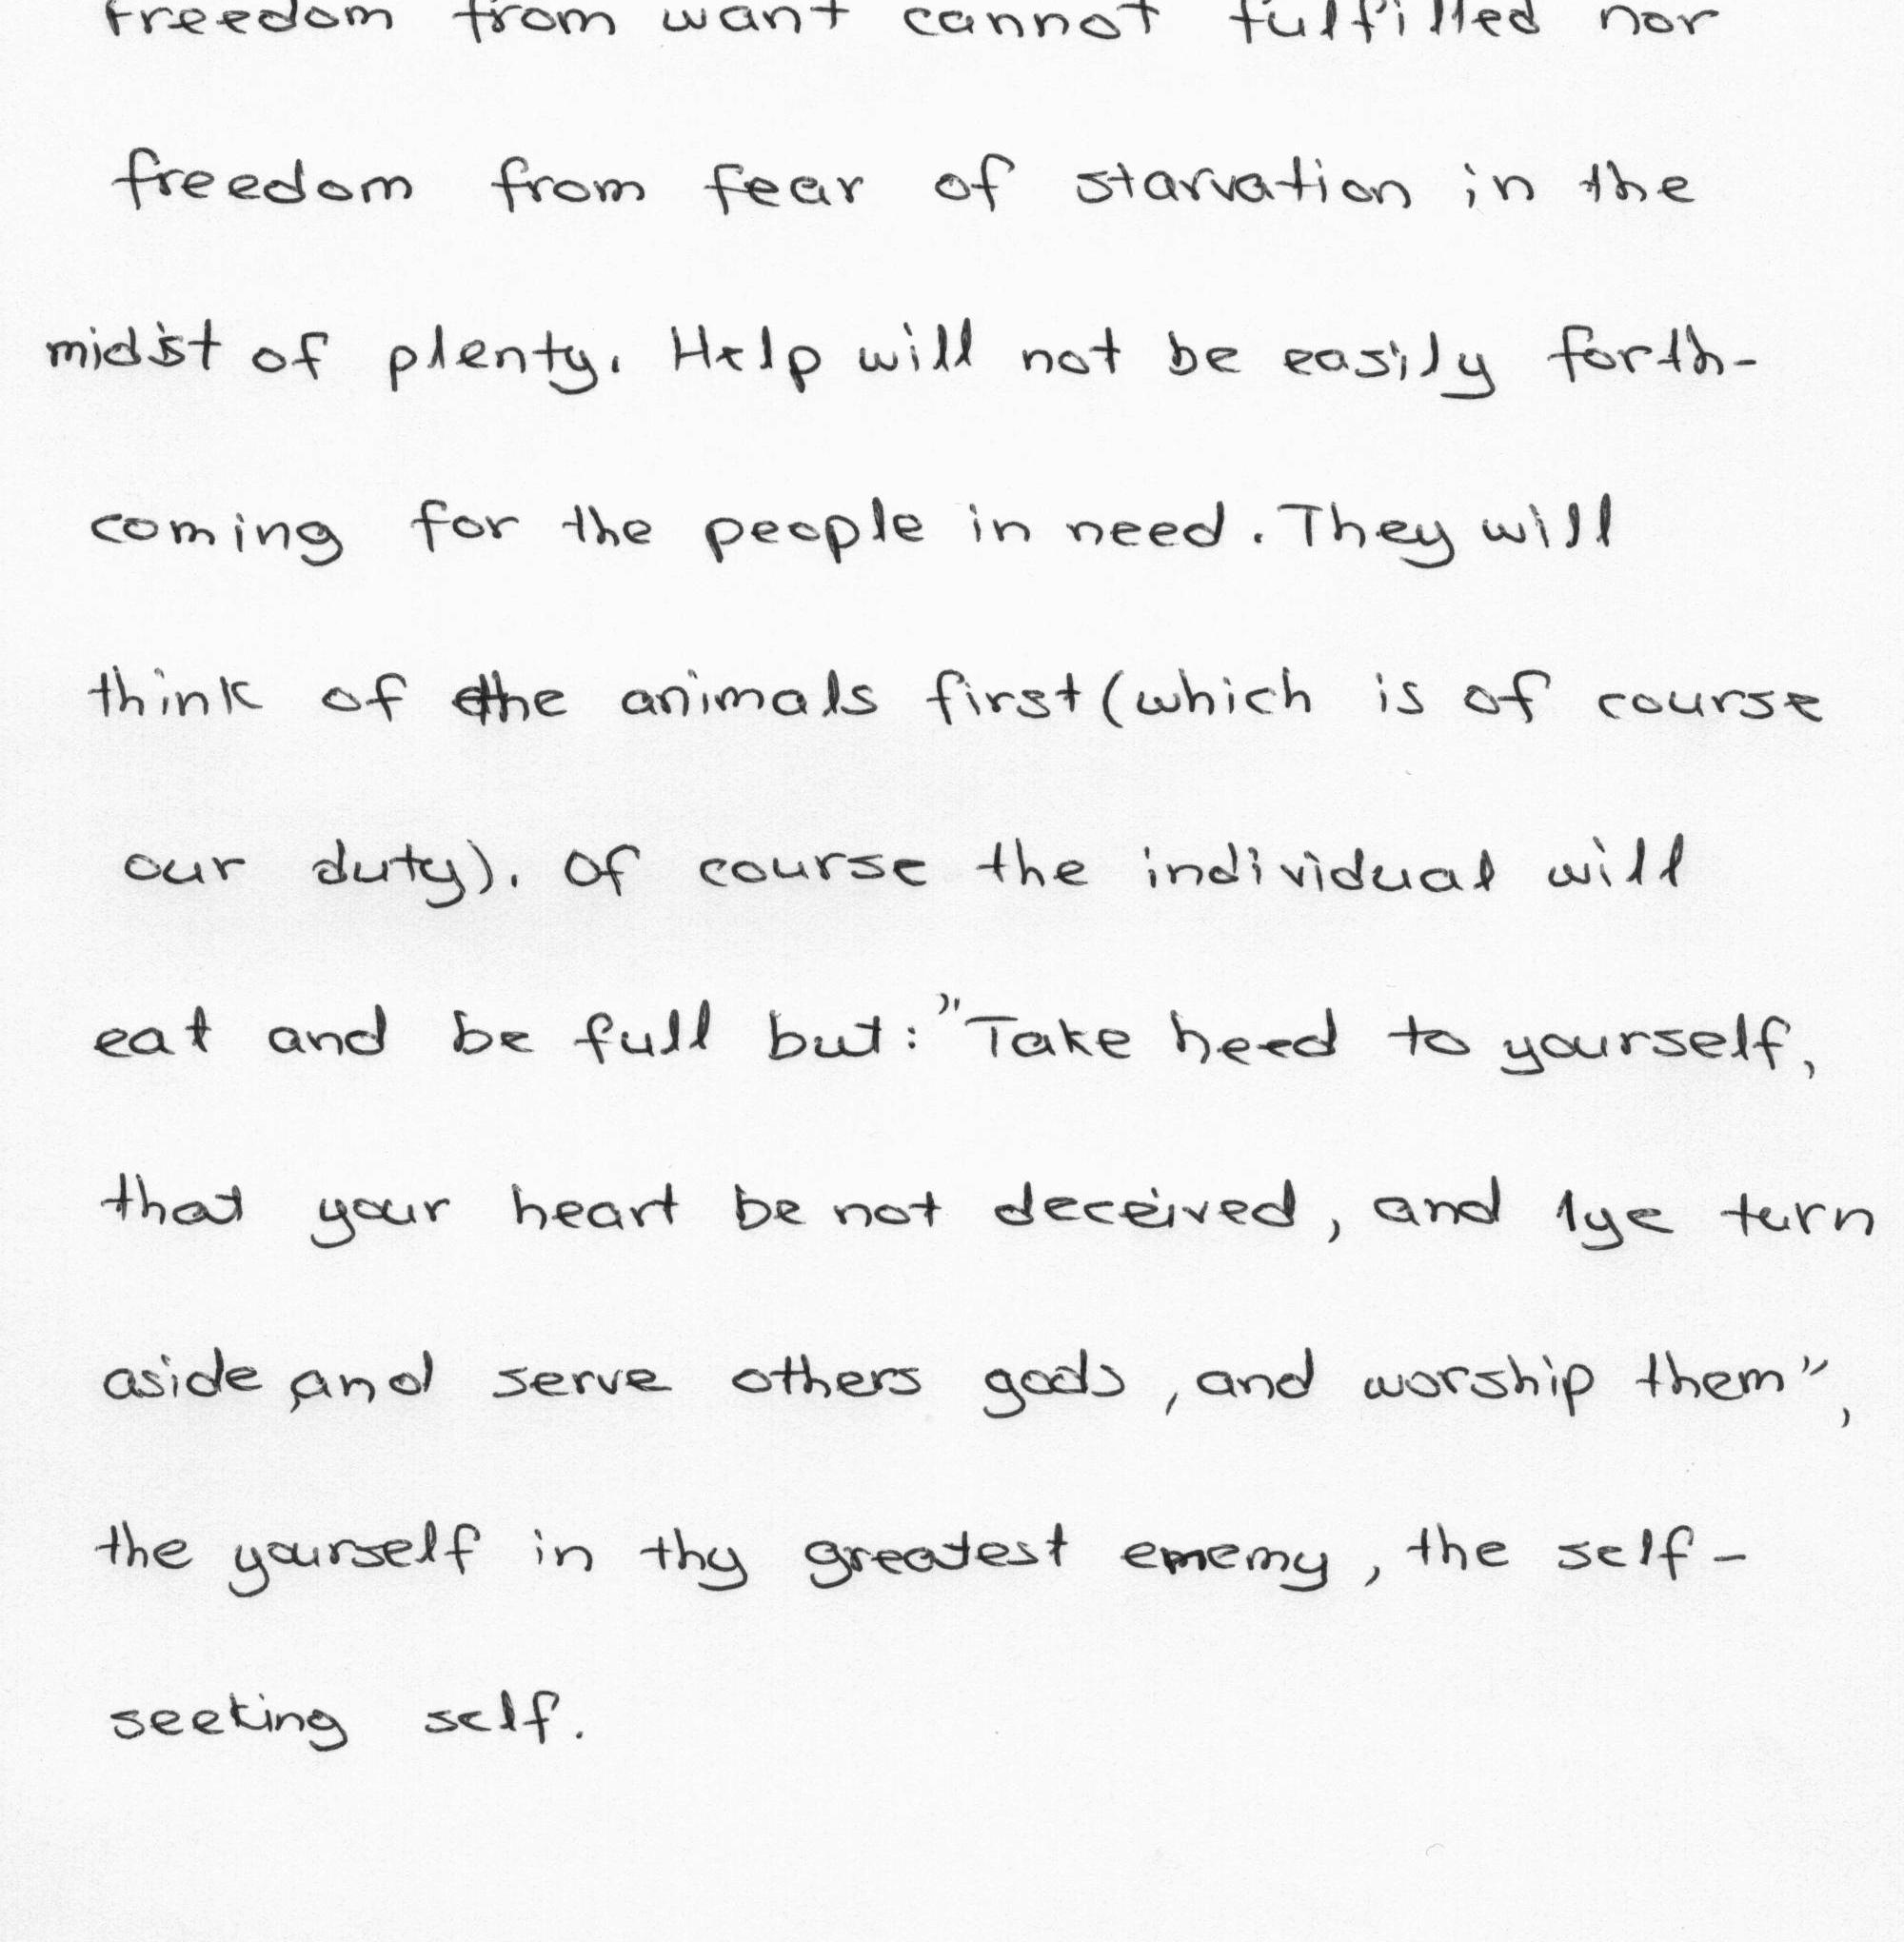 freedom from want cannot fulfilled nor
freedom from fear of starvation in the
midst of plenty. Help will not be easily forth-
coming for the people in need. They will
think of the animals first (which is of course
our duty). Of course the individual will
eat and be full but: "Take heed to yourself,
that your heart be not deceived, and 1ye turn
aside, and serve others gods, and worship them",
the yourself in thy greatest enemy, the self-
seeking self.